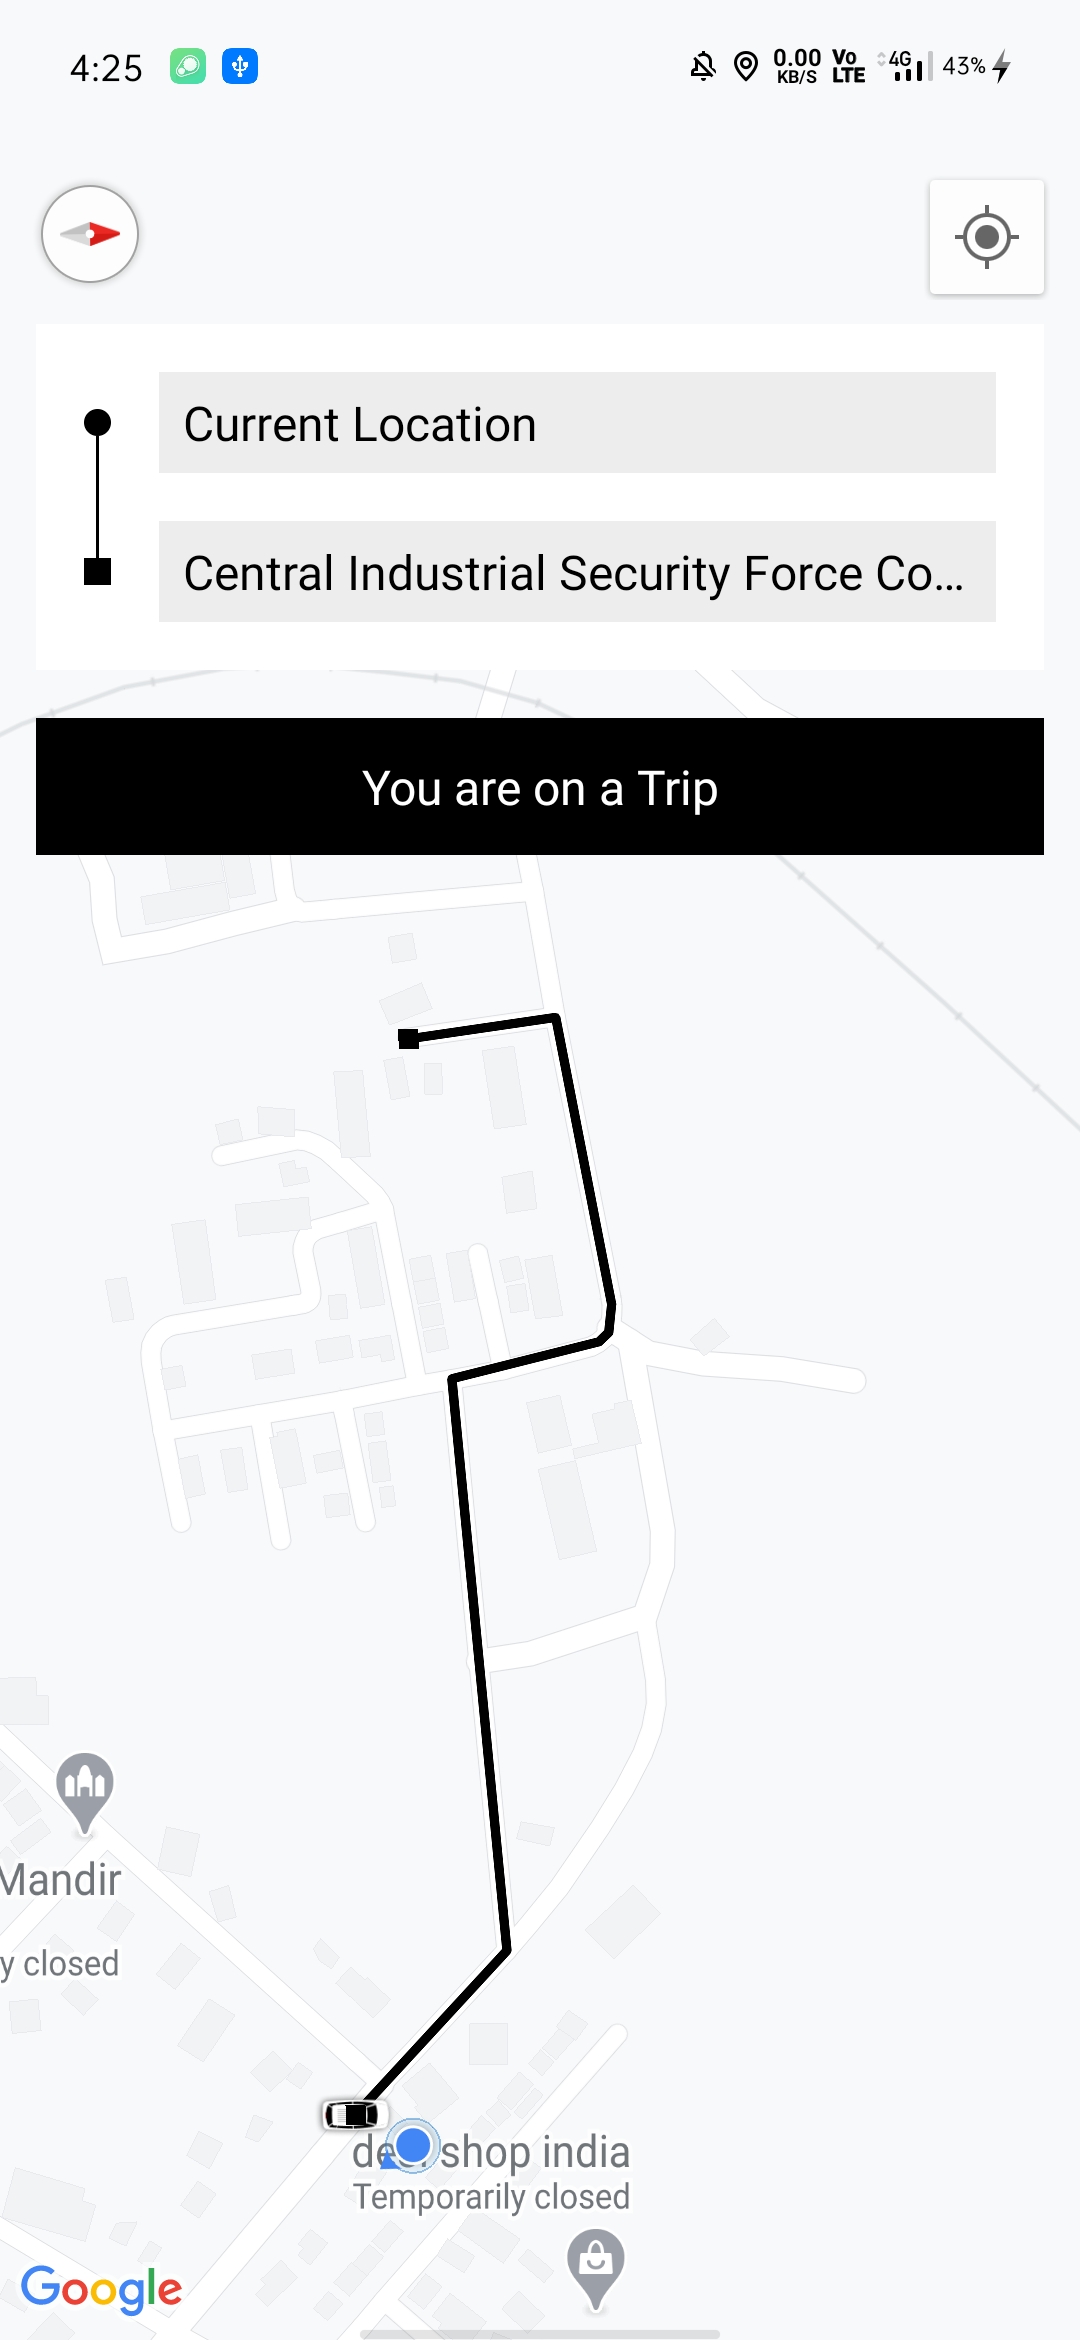 4:25
0.00 KB/S Vo LTE 4G 43%
Current Location
Central Industrial Security Force Co...
You are on a Trip
Mandir
y closed
shop india
Temporarily closed
Google